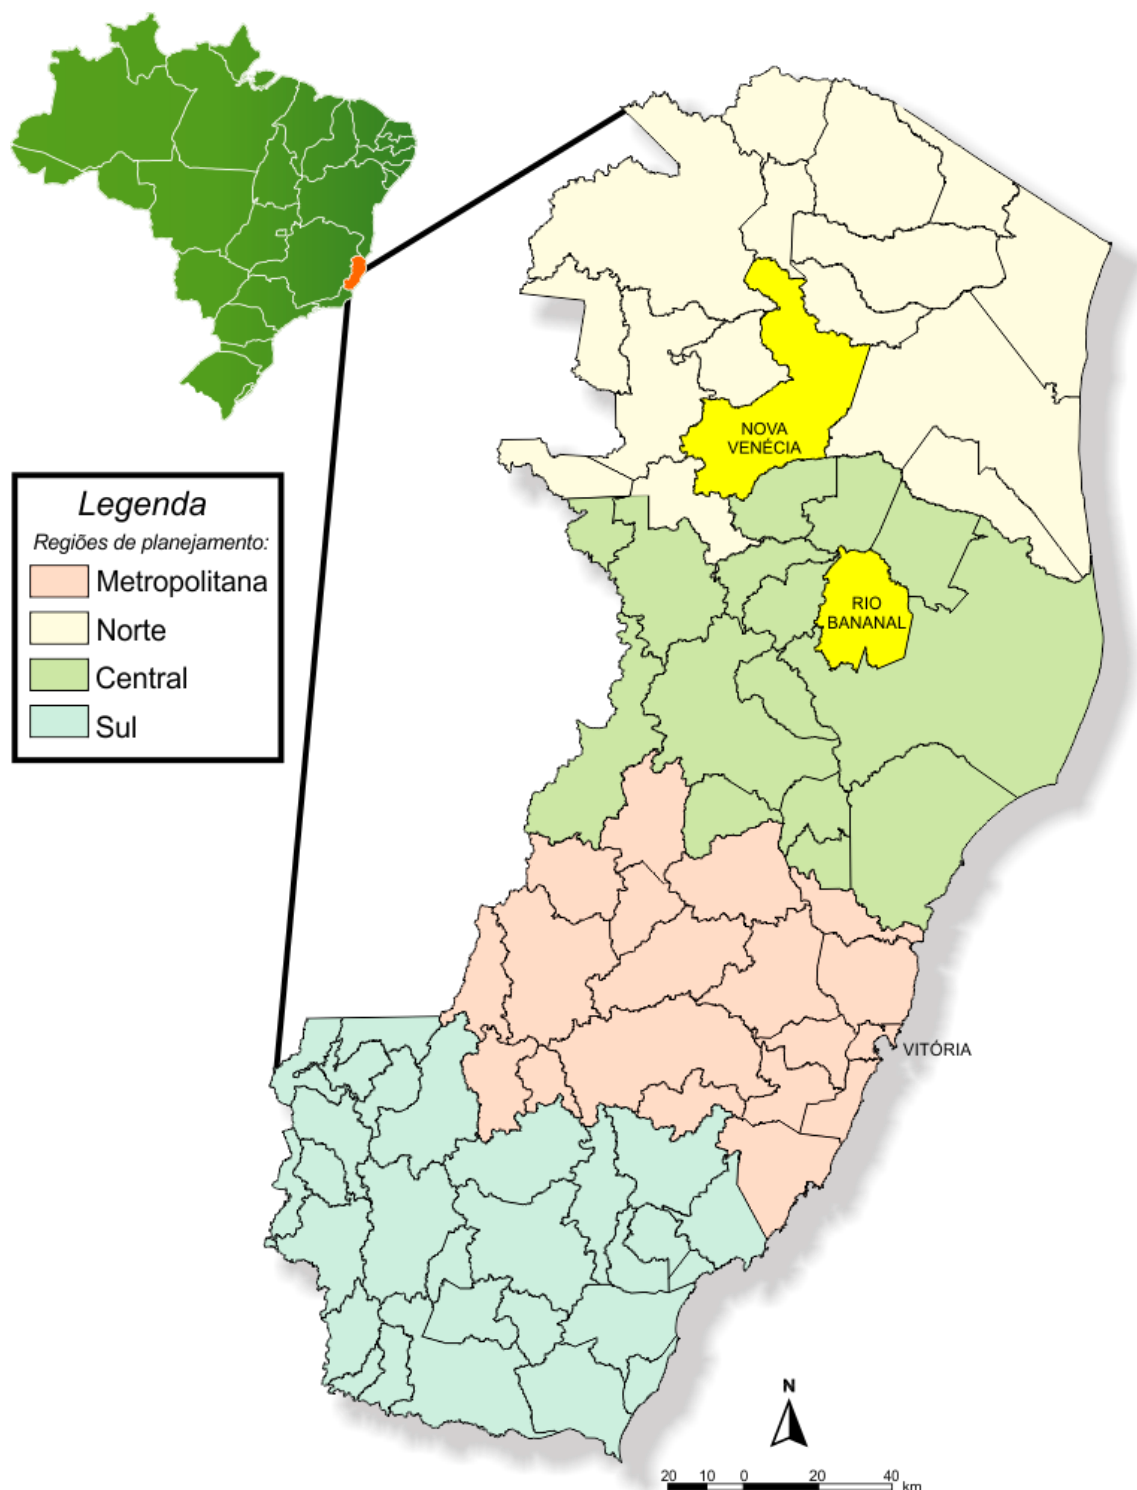 NOVA
VENÉCIA
Legenda
Regiões de planejamento:
Metropolitana
Norte
Central
Sul
RIO
BANANAL
VITÓRIA
N
20 10 0 20 40
km